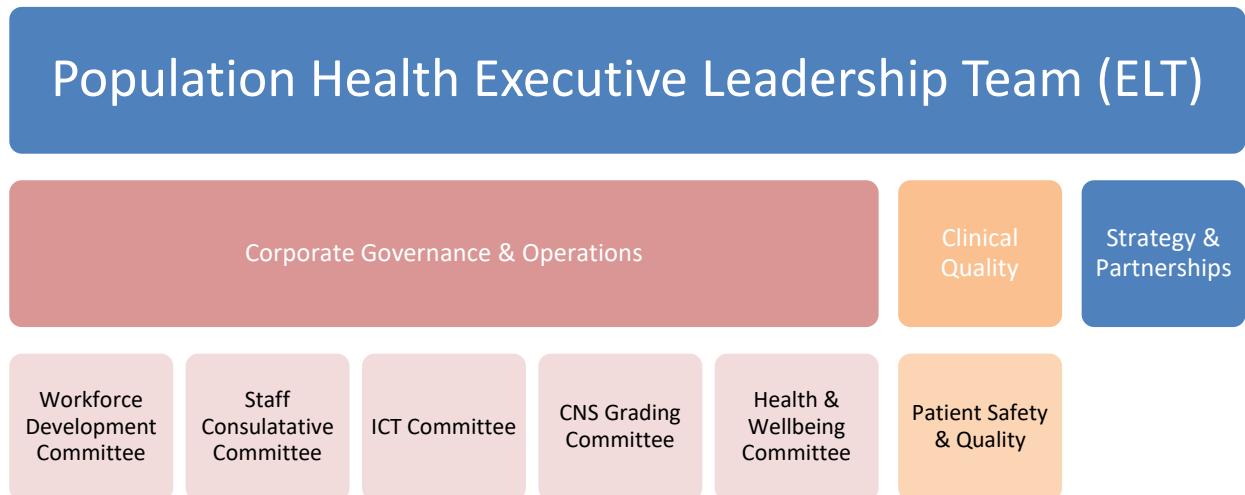 Population Health Executive Leadership Team (ELT)
Corporate Governance & Operations
Clinical
Quality
Strategy &
Partnerships
Workforce
Development
Committee
Staff
Consulatative
Committee
ICT Committee
CNS Grading
Committee
Health &
Wellbeing
Committee
Patient Safety
& Quality